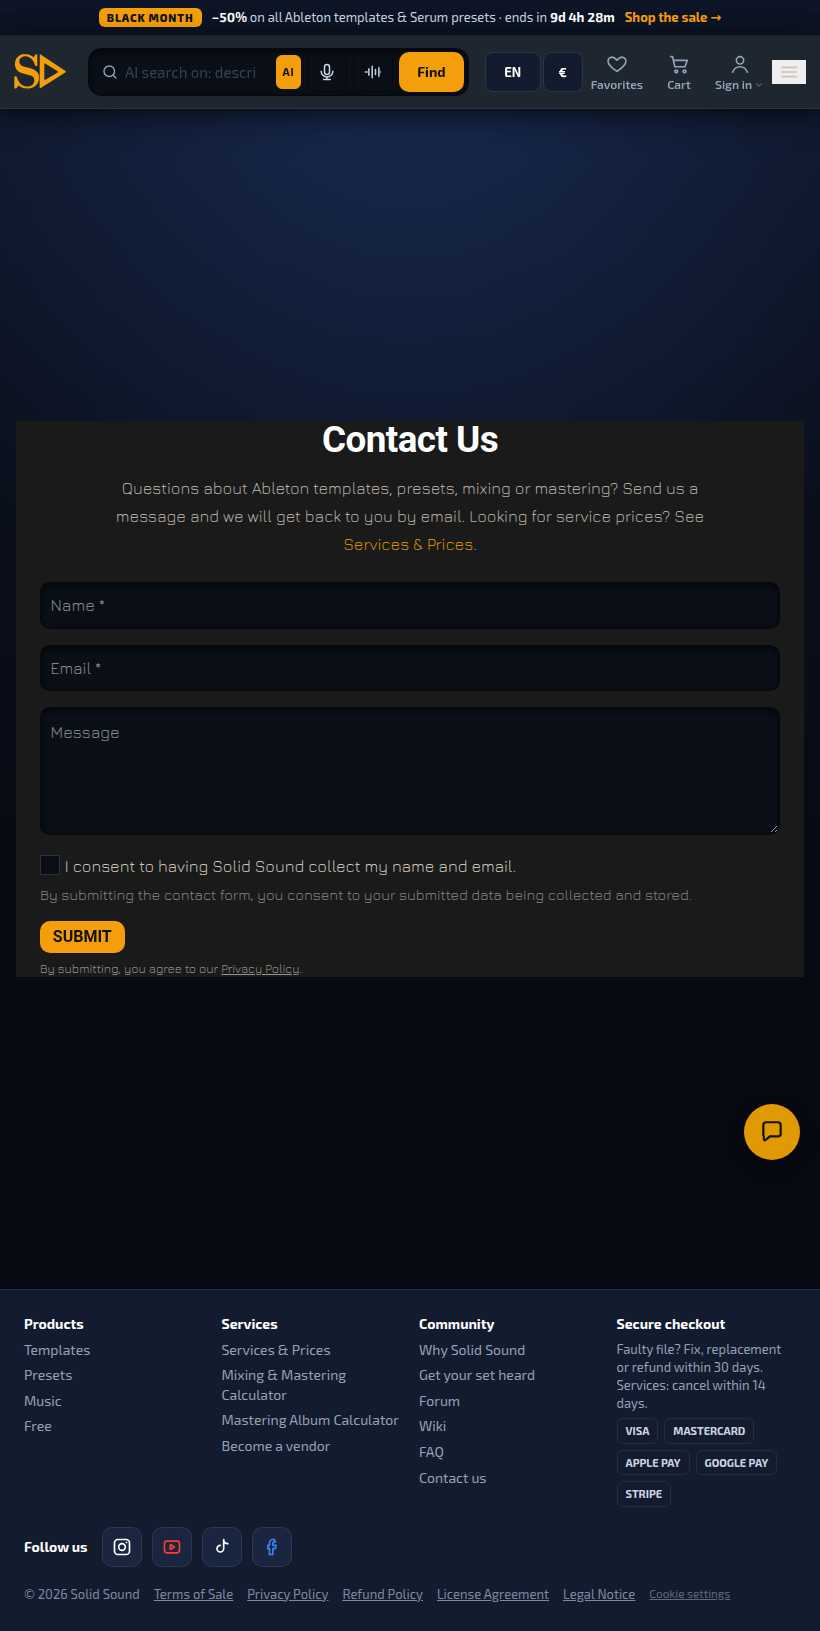 BLACK MONTH −50% on all Ableton templates & Serum presets · ends in 9d 4h 28m Shop the sale →
SD
AI search on: descri
AI
Find
EN
€
Favorites
Cart
Sign in
Contact Us
Questions about Ableton templates, presets, mixing or mastering? Send us a
message and we will get back to you by email. Looking for service prices? See
Services & Prices.
Name *
Email *
Message
I consent to having Solid Sound collect my name and email.
By submitting the contact form, you consent to your submitted data being collected and stored.
SUBMIT
By submitting, you agree to our Privacy Policy.
Products
Templates
Presets
Music
Free
Services
Services & Prices
Mixing & Mastering
Calculator
Mastering Album Calculator
Become a vendor
Community
Why Solid Sound
Get your set heard
Forum
Wiki
FAQ
Contact us
Secure checkout
Faulty file? Fix, replacement
or refund within 30 days.
Services: cancel within 14
days.
VISA MASTERCARD
APPLE PAY GOOGLE PAY
STRIPE
Follow us
© 2026 Solid Sound Terms of Sale Privacy Policy Refund Policy License Agreement Legal Notice Cookie settings